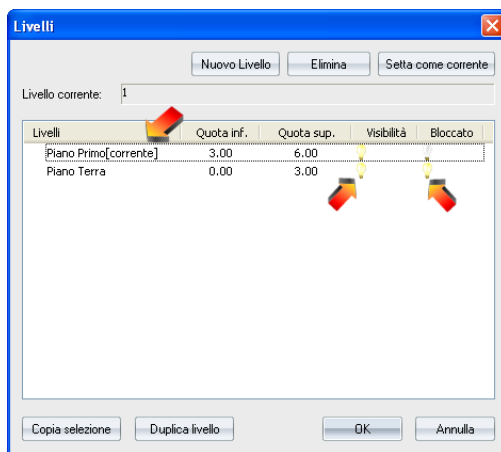 Livelli
Nuovo Livello Elimina Setta come corrente
Livello corrente: 1
Livelli Quota inf. Quota sup. Visibilità Bloccato
Piano Primo[corrente] 3.00 6.00
Piano Terra 0.00 3.00
Copia selezione Duplica livello OK Annulla